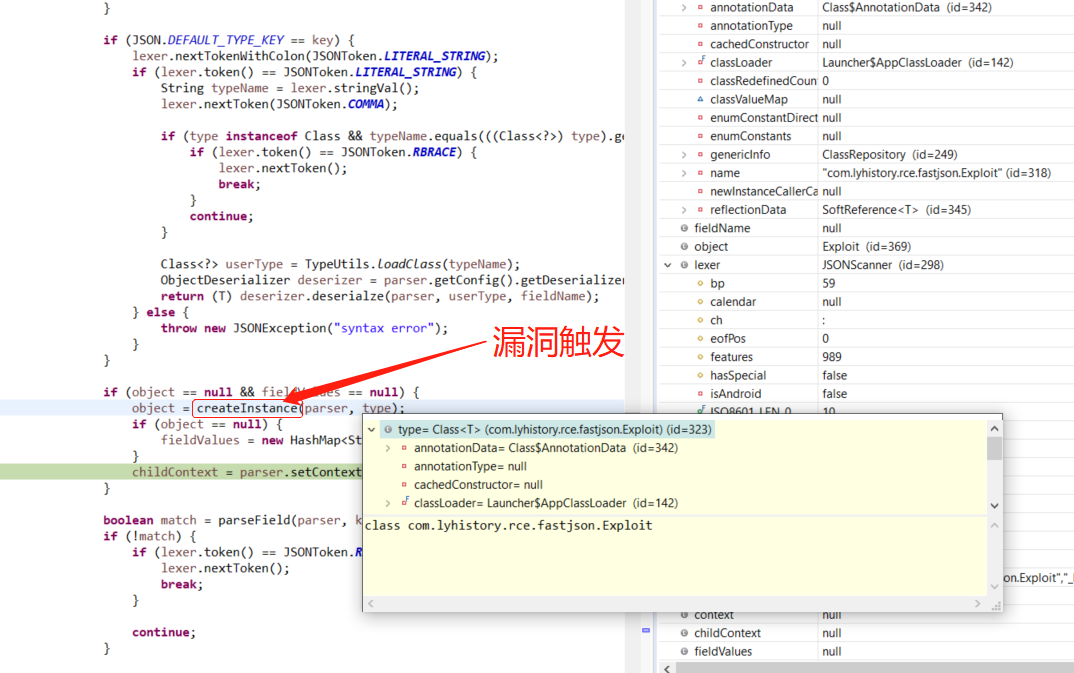 }
if (JSON.DEFAULT_TYPE_KEY == key) {
lexer.nextTokenWithColon(JSONToken.LITERAL_STRING);
if (lexer.token() == JSONToken.LITERAL_STRING) {
String typeName = lexer.stringVal();
lexer.nextToken(JSONToken.COMMA);
if (type instanceof Class && typeName.equals(((Class<?>) type).ge
if (lexer.token() == JSONToken.RBRACE) {
lexer.nextToken();
break;
}
continue;
}
Class<?> userType = TypeUtils.loadClass(typeName);
ObjectDeserializer deserizer = parser.getConfig().getDeserializer
return (T) deserizer.deserialze(parser, userType, fieldName);
} else {
throw new JSONException("syntax error");
}
}
漏洞触发
if (object == null && fieldValues == null) {
object = createInstance(parser, type);
if (object == null) {
fieldValues = new HashMap<St
}
childContext = parser.setContext
}
boolean match = parseField(parser, k
if (!match) {
if (lexer.token() == JSONToken.R
lexer.nextToken();
break;
}
continue;
}
annotationData Class$AnnotationData (id=342)
annotationType null
cachedConstructor null
classLoader Launcher$AppClassLoader (id=142)
classRedefinedCoun 0
classValueMap null
enumConstantDirect null
enumConstants null
genericInfo ClassRepository (id=249)
name "com.lyhistory.rce.fastjson.Exploit" (id=318)
newInstanceCallerCa null
reflectionData SoftReference<T> (id=345)
fieldName null
object Exploit (id=369)
lexer JSONScanner (id=298)
bp 59
calendar null
ch :
eofPos 0
features 989
hasSpecial false
isAndroid false
ISO8601_LEN_0 10
type= Class<T> (com.lyhistory.rce.fastjson.Exploit) (id=323)
annotationData= Class$AnnotationData (id=342)
annotationType= null
cachedConstructor= null
classLoader= Launcher$AppClassLoader (id=142)
class com.lyhistory.rce.fastjson.Exploit
on.Exploit","_
context null
childContext null
fieldValues null